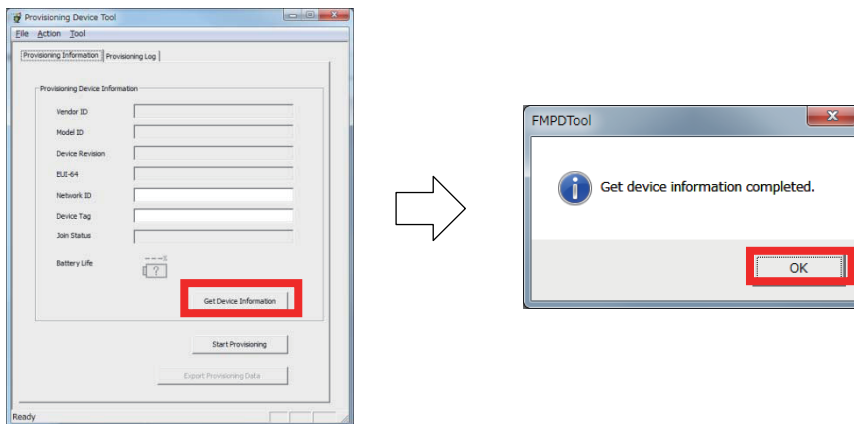 Provisioning Device Tool
File Action Tool
Provisioning Information Provisioning Log
Provisioning Device Information
Vendor ID
Model ID
Device Revision
EUI-64
Network ID
Device Tag
Join Status
Battery Life
---%
?
Get Device Information
Start Provisioning
Export Provisioning Data
Ready
FMPDTool
Get device information completed.
OK